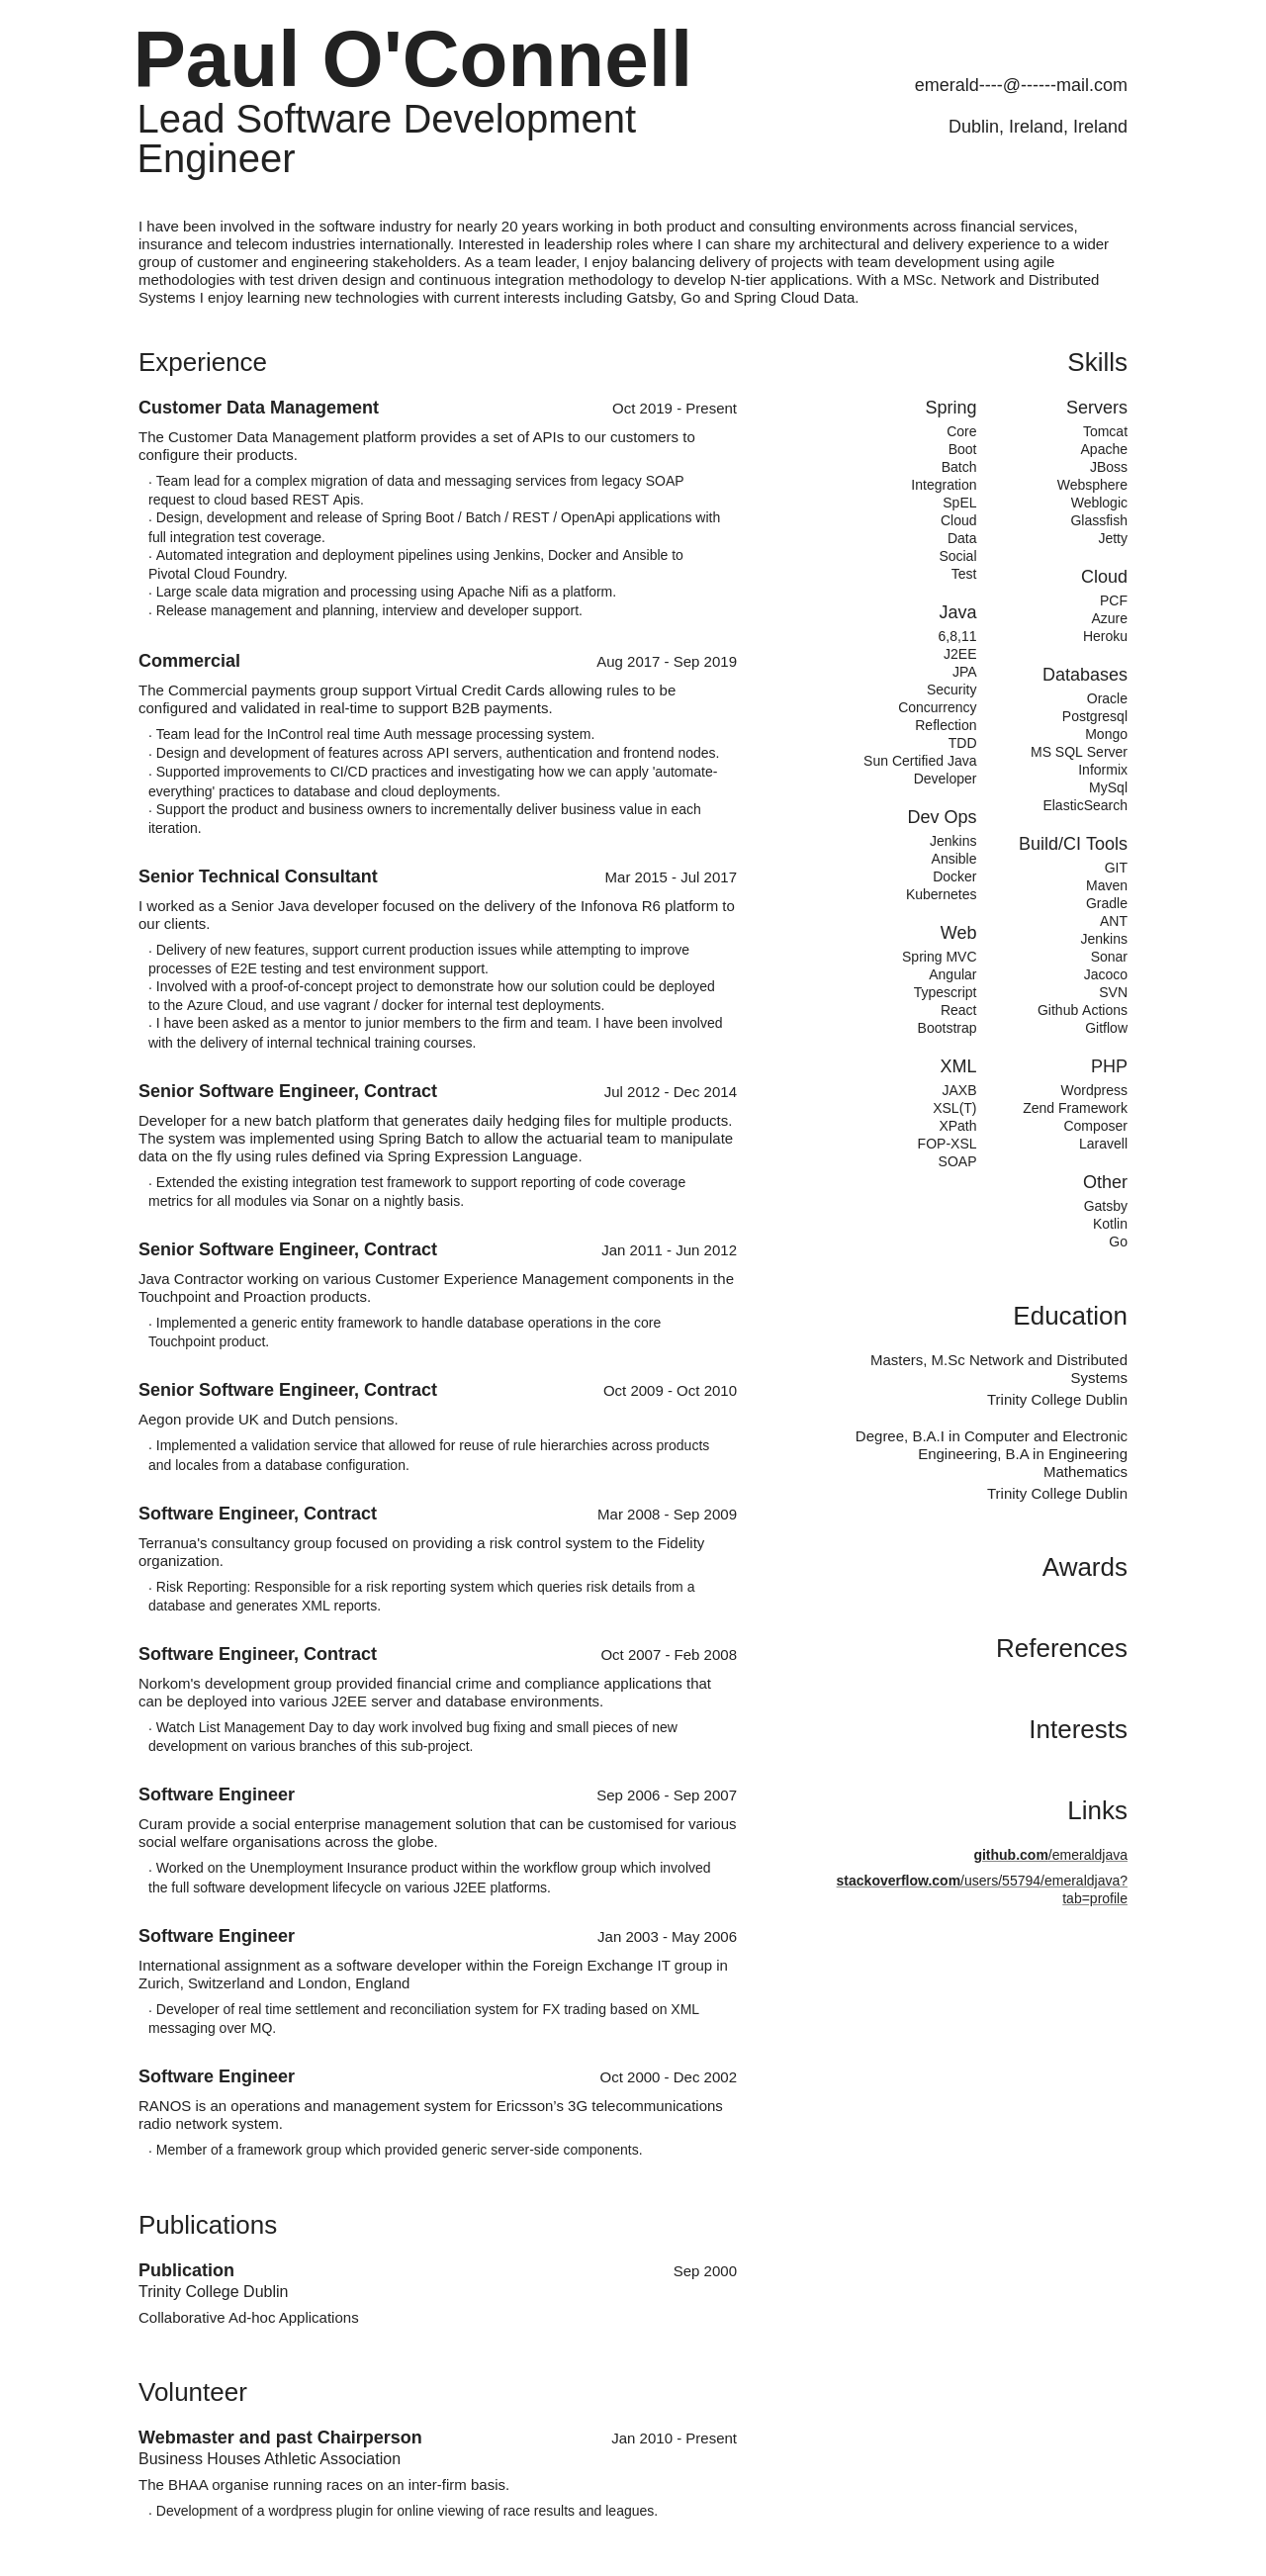 Paul O'Connell
Lead Software Development
Engineer
emerald----@------mail.com
Dublin, Ireland, Ireland
I have been involved in the software industry for nearly 20 years working in both product and consulting environments across financial services,
insurance and telecom industries internationally. Interested in leadership roles where I can share my architectural and delivery experience to a wider
group of customer and engineering stakeholders. As a team leader, I enjoy balancing delivery of projects with team development using agile
methodologies with test driven design and continuous integration methodology to develop N-tier applications. With a MSc. Network and Distributed
Systems I enjoy learning new technologies with current interests including Gatsby, Go and Spring Cloud Data.
Experience
Customer Data Management Oct 2019 - Present
The Customer Data Management platform provides a set of APIs to our customers to
configure their products.
· Team lead for a complex migration of data and messaging services from legacy SOAP
request to cloud based REST Apis.
· Design, development and release of Spring Boot / Batch / REST / OpenApi applications with
full integration test coverage.
· Automated integration and deployment pipelines using Jenkins, Docker and Ansible to
Pivotal Cloud Foundry.
· Large scale data migration and processing using Apache Nifi as a platform.
· Release management and planning, interview and developer support.
Commercial Aug 2017 - Sep 2019
The Commercial payments group support Virtual Credit Cards allowing rules to be
configured and validated in real-time to support B2B payments.
· Team lead for the InControl real time Auth message processing system.
· Design and development of features across API servers, authentication and frontend nodes.
· Supported improvements to CI/CD practices and investigating how we can apply 'automate-
everything' practices to database and cloud deployments.
· Support the product and business owners to incrementally deliver business value in each
iteration.
Senior Technical Consultant Mar 2015 - Jul 2017
I worked as a Senior Java developer focused on the delivery of the Infonova R6 platform to
our clients.
· Delivery of new features, support current production issues while attempting to improve
processes of E2E testing and test environment support.
· Involved with a proof-of-concept project to demonstrate how our solution could be deployed
to the Azure Cloud, and use vagrant / docker for internal test deployments.
· I have been asked as a mentor to junior members to the firm and team. I have been involved
with the delivery of internal technical training courses.
Senior Software Engineer, Contract Jul 2012 - Dec 2014
Developer for a new batch platform that generates daily hedging files for multiple products.
The system was implemented using Spring Batch to allow the actuarial team to manipulate
data on the fly using rules defined via Spring Expression Language.
· Extended the existing integration test framework to support reporting of code coverage
metrics for all modules via Sonar on a nightly basis.
Senior Software Engineer, Contract Jan 2011 - Jun 2012
Java Contractor working on various Customer Experience Management components in the
Touchpoint and Proaction products.
· Implemented a generic entity framework to handle database operations in the core
Touchpoint product.
Senior Software Engineer, Contract Oct 2009 - Oct 2010
Aegon provide UK and Dutch pensions.
· Implemented a validation service that allowed for reuse of rule hierarchies across products
and locales from a database configuration.
Software Engineer, Contract Mar 2008 - Sep 2009
Terranua's consultancy group focused on providing a risk control system to the Fidelity
organization.
· Risk Reporting: Responsible for a risk reporting system which queries risk details from a
database and generates XML reports.
Software Engineer, Contract Oct 2007 - Feb 2008
Norkom's development group provided financial crime and compliance applications that
can be deployed into various J2EE server and database environments.
· Watch List Management Day to day work involved bug fixing and small pieces of new
development on various branches of this sub-project.
Software Engineer Sep 2006 - Sep 2007
Curam provide a social enterprise management solution that can be customised for various
social welfare organisations across the globe.
· Worked on the Unemployment Insurance product within the workflow group which involved
the full software development lifecycle on various J2EE platforms.
Software Engineer Jan 2003 - May 2006
International assignment as a software developer within the Foreign Exchange IT group in
Zurich, Switzerland and London, England
· Developer of real time settlement and reconciliation system for FX trading based on XML
messaging over MQ.
Software Engineer Oct 2000 - Dec 2002
RANOS is an operations and management system for Ericsson’s 3G telecommunications
radio network system.
· Member of a framework group which provided generic server-side components.
Publications
Publication Sep 2000
Trinity College Dublin
Collaborative Ad-hoc Applications
Volunteer
Webmaster and past Chairperson Jan 2010 - Present
Business Houses Athletic Association
The BHAA organise running races on an inter-firm basis.
· Development of a wordpress plugin for online viewing of race results and leagues.
Skills
Spring
Core
Boot
Batch
Integration
SpEL
Cloud
Data
Social
Test
Java
6,8,11
J2EE
JPA
Security
Concurrency
Reflection
TDD
Sun Certified Java
Developer
Dev Ops
Jenkins
Ansible
Docker
Kubernetes
Web
Spring MVC
Angular
Typescript
React
Bootstrap
XML
JAXB
XSL(T)
XPath
FOP-XSL
SOAP
Servers
Tomcat
Apache
JBoss
Websphere
Weblogic
Glassfish
Jetty
Cloud
PCF
Azure
Heroku
Databases
Oracle
Postgresql
Mongo
MS SQL Server
Informix
MySql
ElasticSearch
Build/CI Tools
GIT
Maven
Gradle
ANT
Jenkins
Sonar
Jacoco
SVN
Github Actions
Gitflow
PHP
Wordpress
Zend Framework
Composer
Laravell
Other
Gatsby
Kotlin
Go
Education
Masters, M.Sc Network and Distributed
Systems
Trinity College Dublin
Degree, B.A.I in Computer and Electronic
Engineering, B.A in Engineering
Mathematics
Trinity College Dublin
Awards
References
Interests
Links
github.com/emeraldjava
stackoverflow.com/users/55794/emeraldjava?
tab=profile